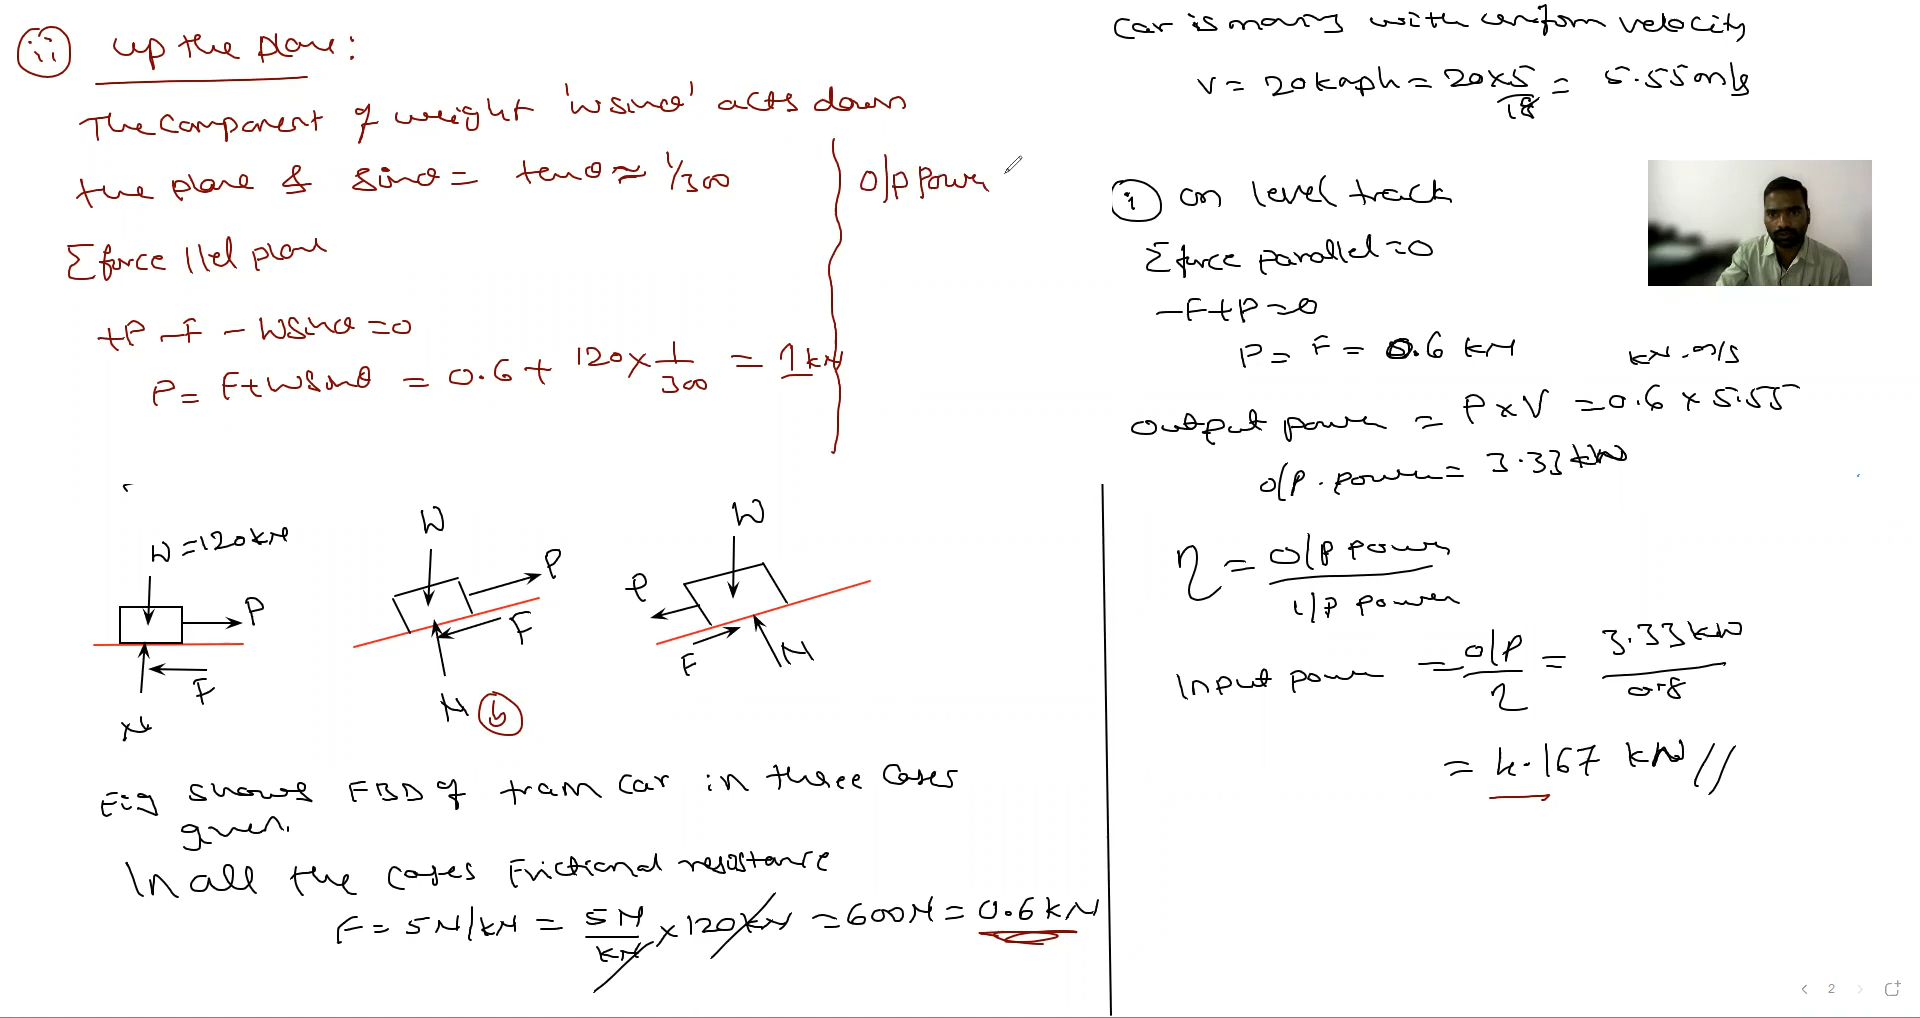 ii up the plane:
The component of weight 'W sinθ' acts down
the plane & sinθ = tanθ ≈ 1/300
Σforce llel plane
+P - F - W sinθ = 0
P = F + W sinθ = 0.6 + 120 × 1/300 = 1 kN
o/p power
Car is moving with uniform velocity
V = 20 kmph = 20×5/18 = 5.55 m/s
i on level track
Σ force parallel = 0
-F + P = 0
P = F = 0.6 kN
kN.m/s
output power = P × V = 0.6 × 5.55
o/p. power = 3.33 kW
η = o/p power / i/p power
Input power = o/p / η = 3.33 kW / 0.8
= 4.167 kW //
W = 120 kN
P
F
N
W
P
F
N b
W
P
F
N
Fig shows FBD of tram car in three cases
given.
In all the cases Frictional resistance
F = 5 N/kN = 5N/kN × 120 kN = 600 N = 0.6 kN
2